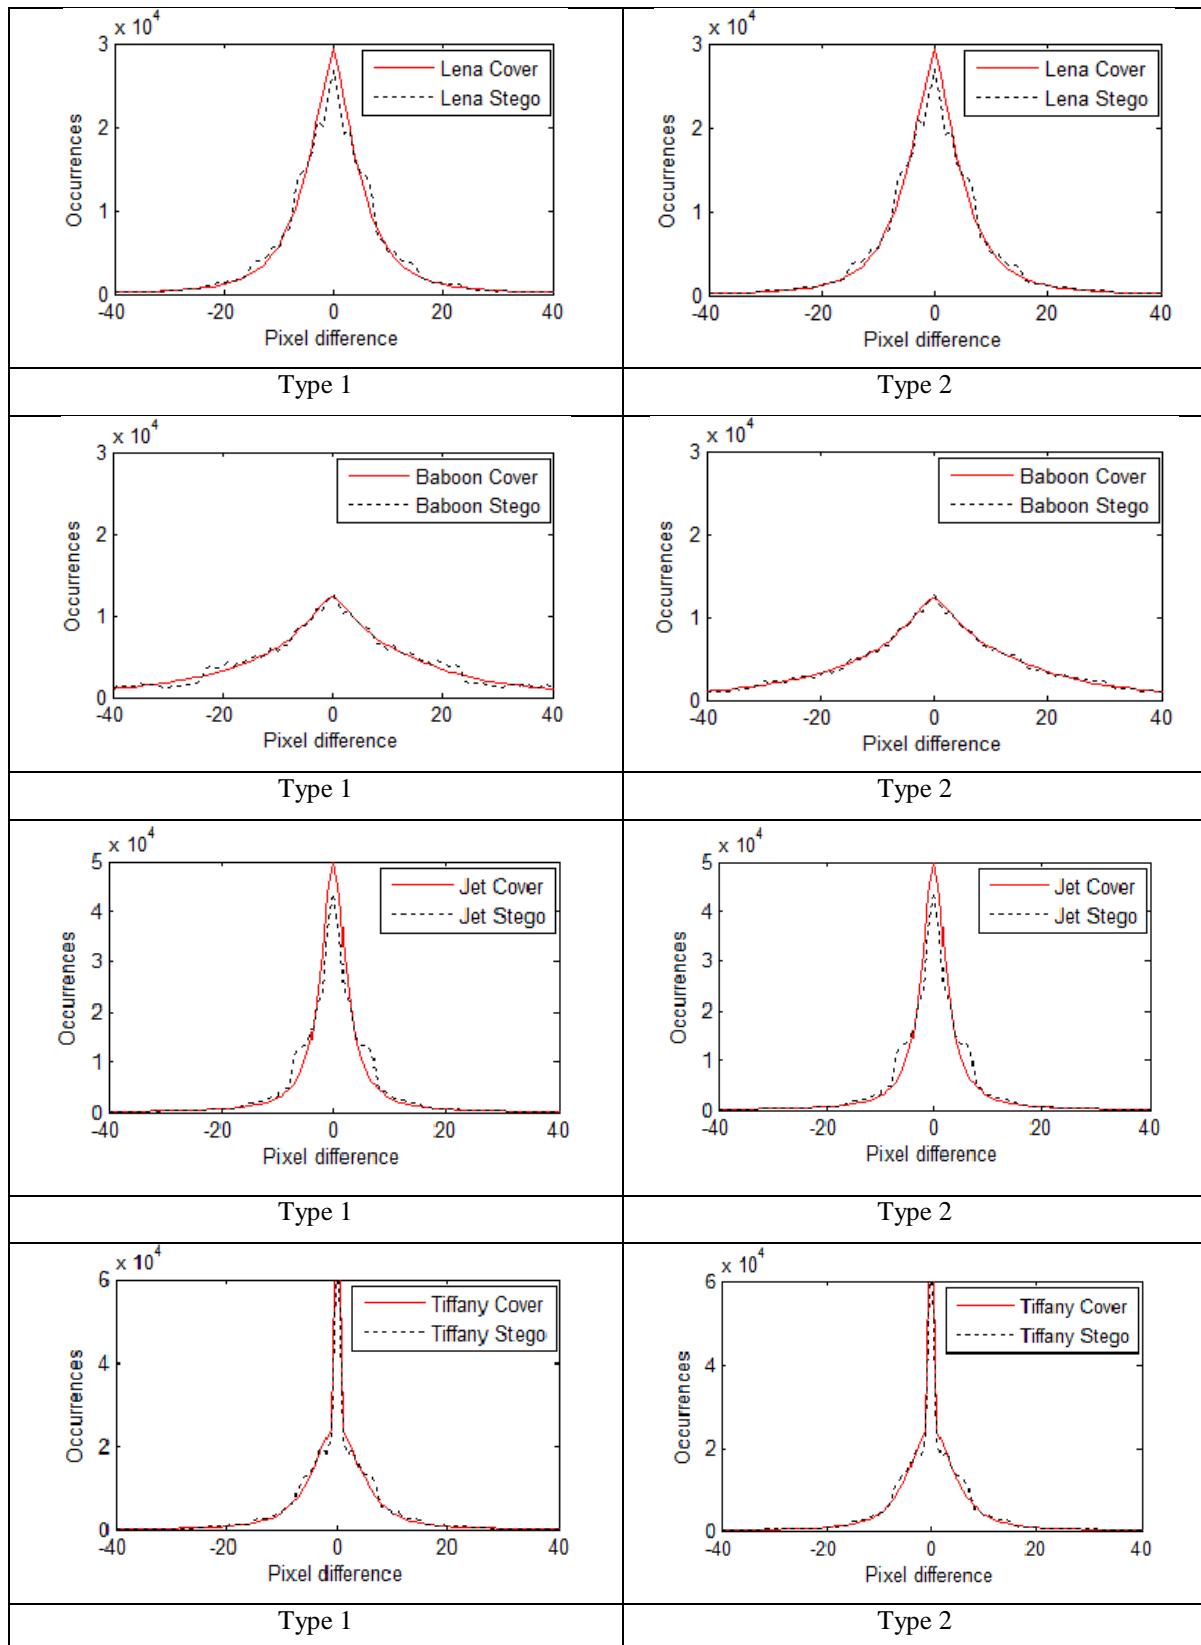 x 10^4
3
2
1
0
Occurrences
Lena Cover
Lena Stego
-40 -20 0 20 40
Pixel difference
x 10^4
3
2
1
0
Occurrences
Lena Cover
Lena Stego
-40 -20 0 20 40
Pixel difference
Type 1
Type 2
x 10^4
3
2
1
0
Occurrences
Baboon Cover
Baboon Stego
-40 -20 0 20 40
Pixel difference
x 10^4
3
2
1
0
Occurrences
Baboon Cover
Baboon Stego
-40 -20 0 20 40
Pixel difference
Type 1
Type 2
x 10^4
5
4
3
2
1
0
Occurrences
Jet Cover
Jet Stego
-40 -20 0 20 40
Pixel difference
x 10^4
5
4
3
2
1
0
Occurrences
Jet Cover
Jet Stego
-40 -20 0 20 40
Pixel difference
Type 1
Type 2
x 10^4
6
4
2
0
Occurrences
Tiffany Cover
Tiffany Stego
-40 -20 0 20 40
Pixel difference
x 10^4
6
4
2
0
Occurrences
Tiffany Cover
Tiffany Stego
-40 -20 0 20 40
Pixel difference
Type 1
Type 2